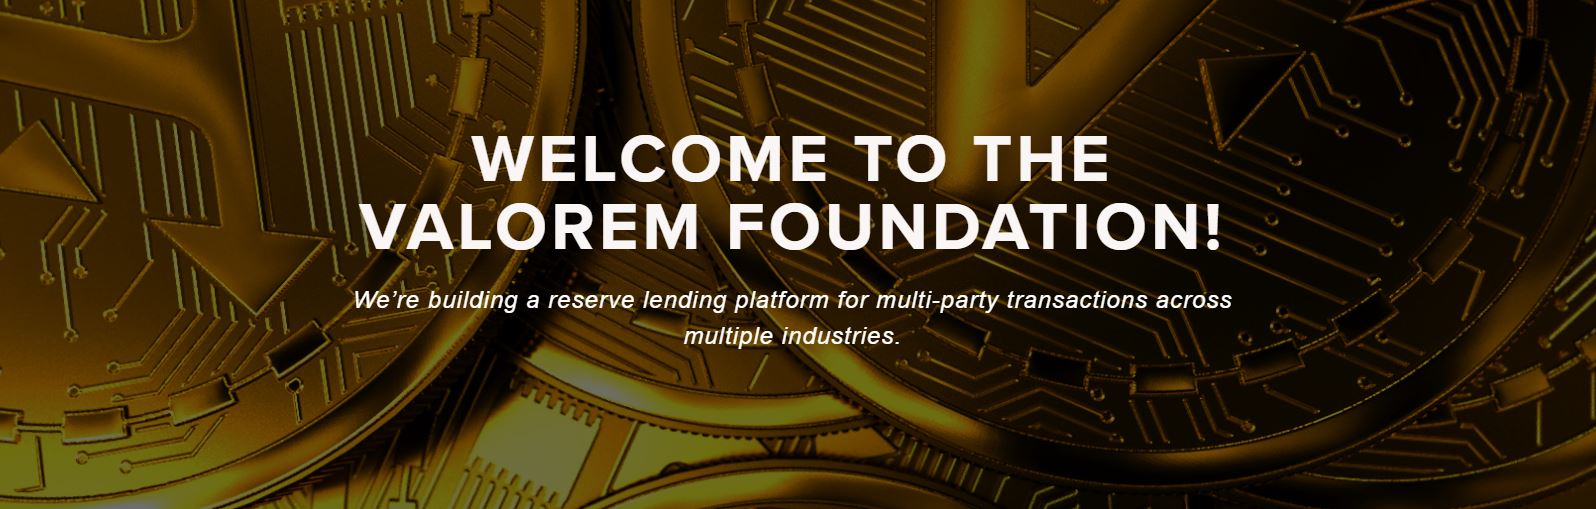 WELCOME TO THE
VALOREM FOUNDATION!
We’re building a reserve lending platform for multi-party transactions across
multiple industries.